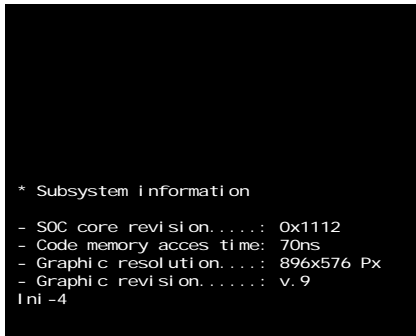 * Subsystem information
- SOC core revision.....: 0x1112
- Code memory acces time: 70ns
- Graphic resolution....: 896x576 Px
- Graphic revision......: v.9
Ini-4